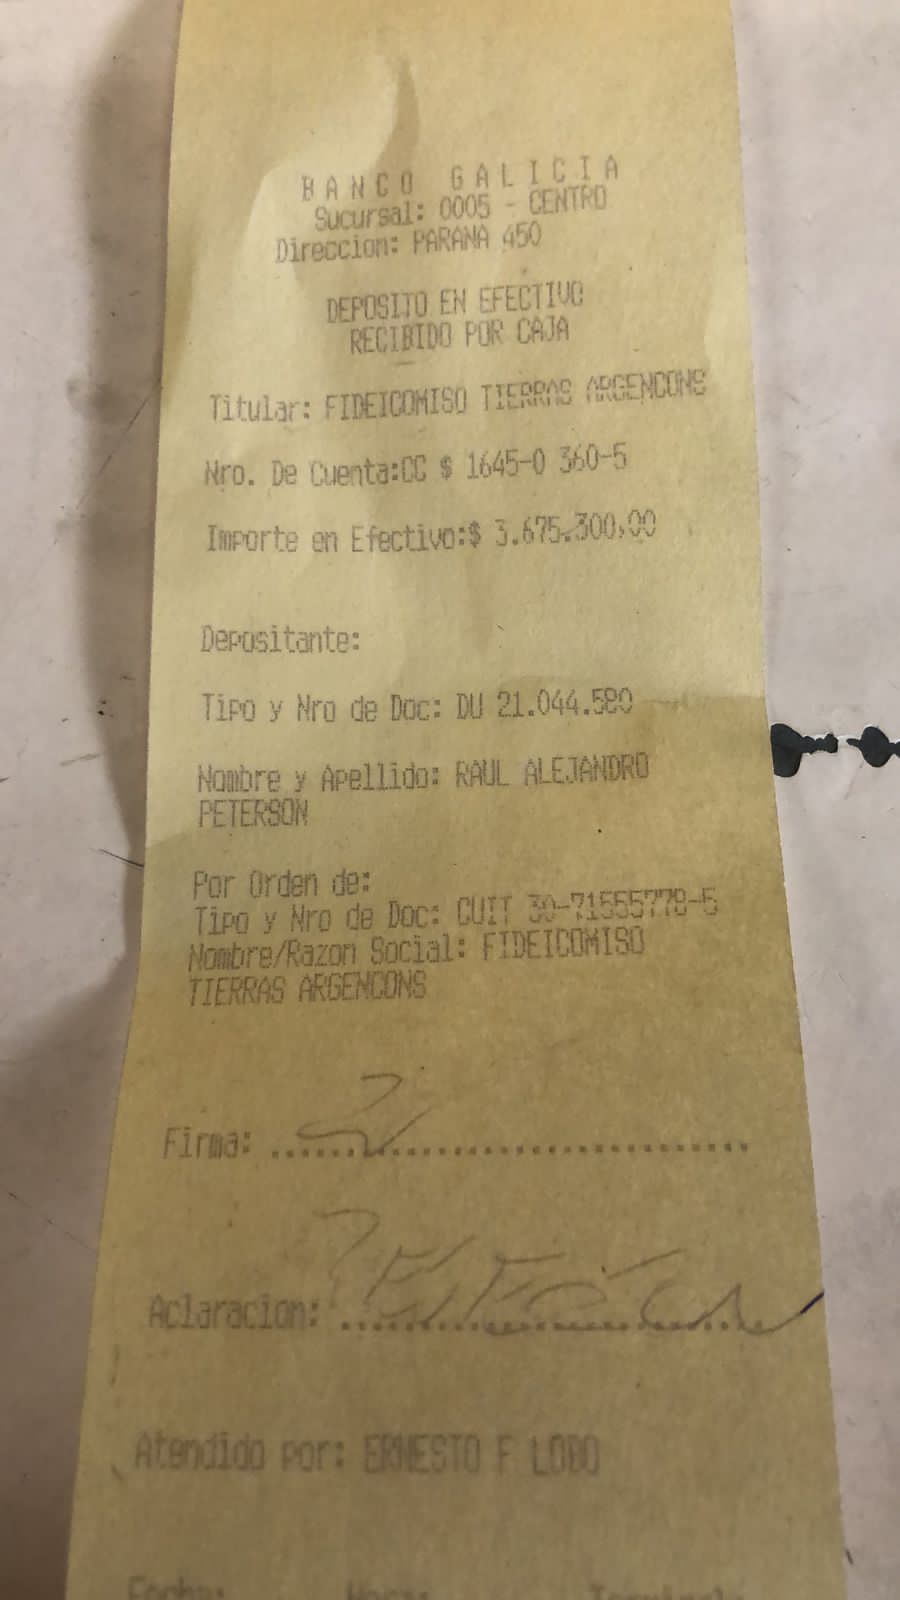 BANCO GALICIA
Sucursal: 0005 - CENTRO
Direccion: PARANA 450
DEPOSITO EN EFECTIVO
RECIBIDO POR CAJA
Titular: FIDEICOMISO TIERRAS ARGENCONS
Nro. De Cuenta:CC $ 1645-0 360-5
Importe en Efectivo:$ 3.675.300,00
Depositante:
Tipo y Nro de Doc: DU 21.044.580
Nombre y Apellido: RAUL ALEJANDRO
PETERSON
Por Orden de:
Tipo y Nro de Doc: CUIT 30-71555778-5
Nombre/Razon Social: FIDEICOMISO
TIERRAS ARGENCONS
Firma:
Aclaracion:
Atendido por: ERNESTO F LOBO